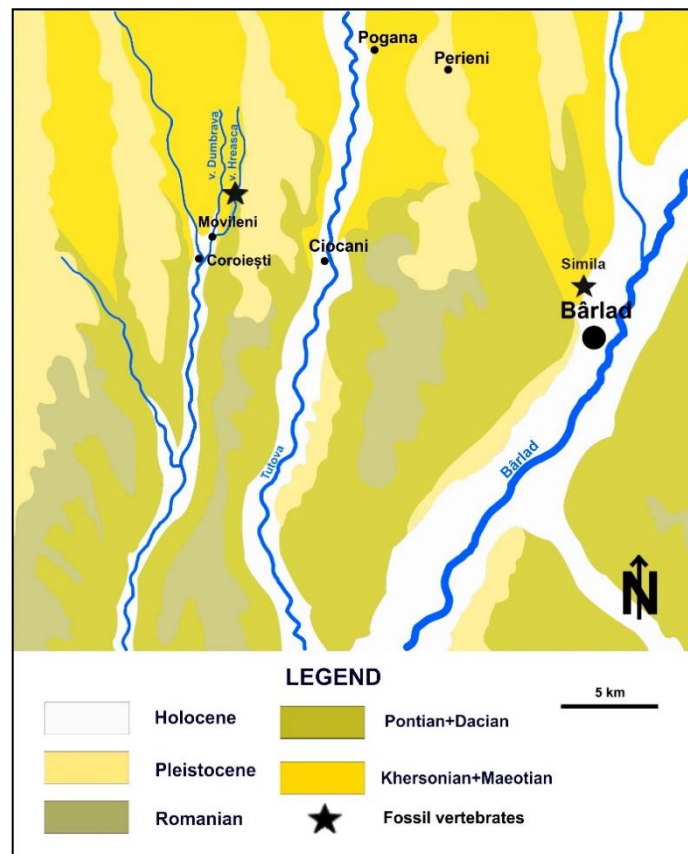 Pogana
Perieni
v. Dumbrava
v. Hreasca
Movileni
Coroiești
Ciocani
Simila
Bârlad
Tutova
Bârlad
N
LEGEND
5 km
Holocene
Pontian+Dacian
Pleistocene
Khersonian+Maeotian
Romanian
Fossil vertebrates